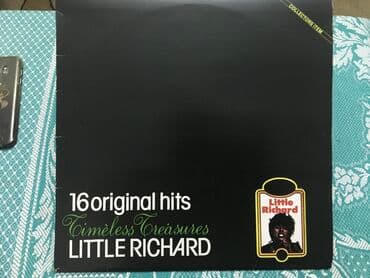 COLLECTORS ITEM
16 original hits
Timeless Treasures
LITTLE RICHARD
Little
Richard